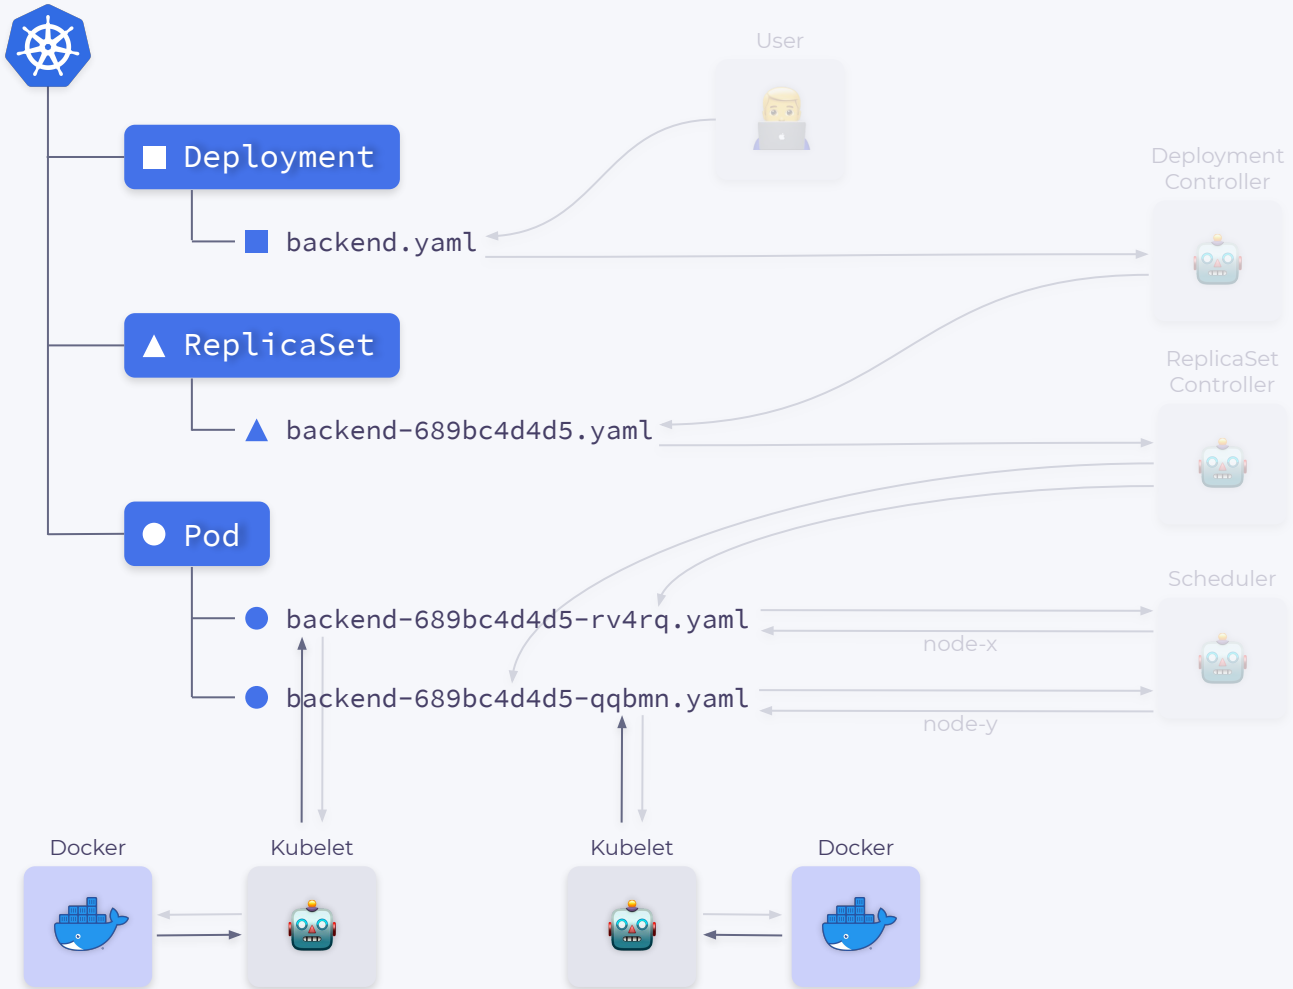 User
Deployment
Deployment
Controller
backend.yaml
ReplicaSet
ReplicaSet
Controller
backend-689bc4d4d5.yaml
Pod
Scheduler
backend-689bc4d4d5-rv4rq.yaml
node-x
backend-689bc4d4d5-qqbmn.yaml
node-y
Docker
Kubelet
Kubelet
Docker